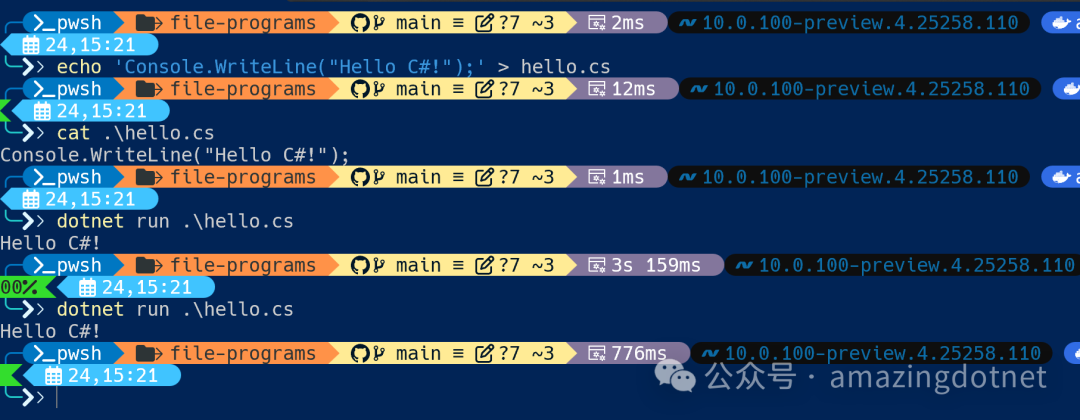 pwsh file-programs main ≡ ?7 ~3 2ms 10.0.100-preview.4.25258.110 a
24,15:21
echo 'Console.WriteLine("Hello C#!");' > hello.cs
pwsh file-programs main ≡ ?7 ~3 12ms 10.0.100-preview.4.25258.110
24,15:21
cat .\hello.cs
Console.WriteLine("Hello C#!");
pwsh file-programs main ≡ ?7 ~3 1ms 10.0.100-preview.4.25258.110 a
24,15:21
dotnet run .\hello.cs
Hello C#!
pwsh file-programs main ≡ ?7 ~3 3s 159ms 10.0.100-preview.4.25258.110
00% 24,15:21
dotnet run .\hello.cs
Hello C#!
pwsh file-programs main ≡ ?7 ~3 776ms 10.0.100-preview.4.25258.110
24,15:21
公众号 · amazingdotnet